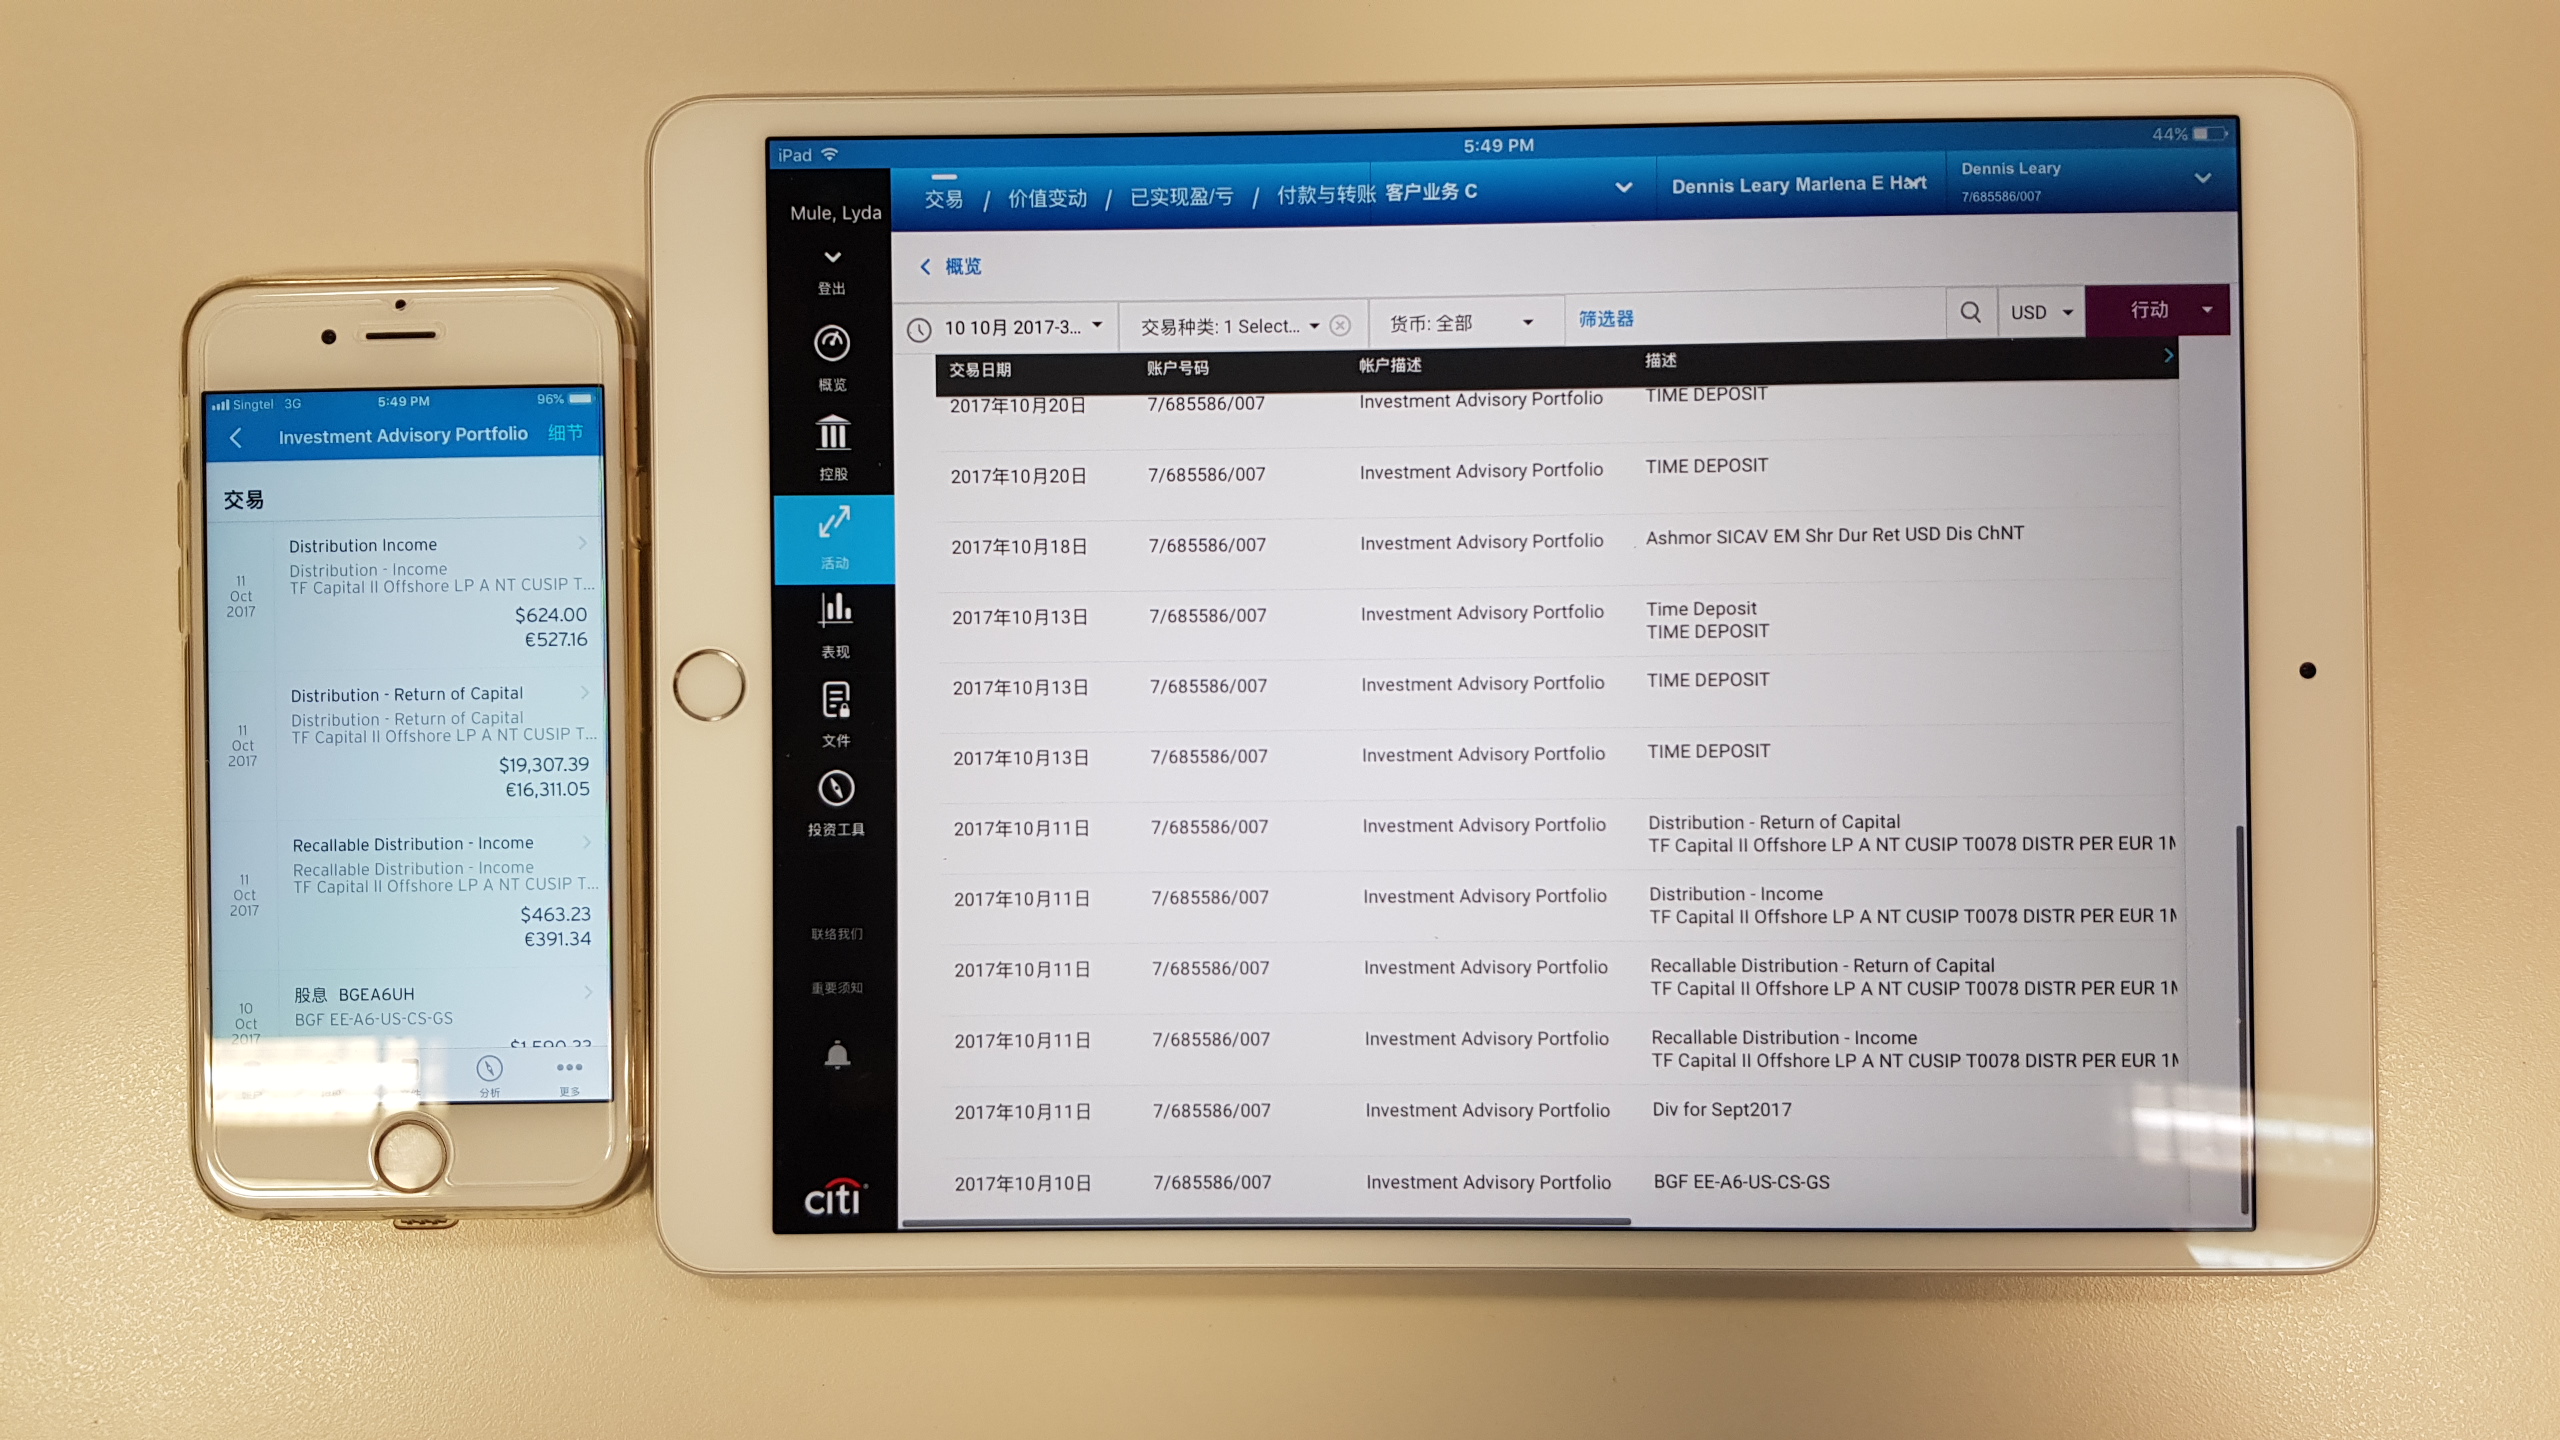 Singtel 3G
5:49 PM
96%
Investment Advisory Portfolio
细节
交易
11
Oct
2017
Distribution Income
Distribution - Income
TF Capital II Offshore LP A NT CUSIP T...
$624.00
€527.16
11
Oct
2017
Distribution - Return of Capital
Distribution - Return of Capital
TF Capital II Offshore LP A NT CUSIP T...
$19,307.39
€16,311.05
11
Oct
2017
Recallable Distribution - Income
Recallable Distribution - Income
TF Capital II Offshore LP A NT CUSIP T...
$463.23
€391.34
10
Oct
2017
股息 BGEA6UH
BGF EE-A6-US-CS-GS
分析
更多
iPad
5:49 PM
44%
Mule, Lyda
登出
概览
控股
活动
表现
文件
投资工具
联络我们
重要须知
citi
交易 / 价值变动 / 已实现盈/亏 / 付款与转账 客户业务 C
Dennis Leary Marlena E Hart
Dennis Leary
7/685586/007
< 概览
10 10月 2017-3...
交易种类: 1 Select...
货币: 全部
筛选器
USD
行动
交易日期 账户号码 帐户描述 描述
2017年10月20日 7/685586/007 Investment Advisory Portfolio TIME DEPOSIT
2017年10月20日 7/685586/007 Investment Advisory Portfolio TIME DEPOSIT
2017年10月18日 7/685586/007 Investment Advisory Portfolio Ashmor SICAV EM Shr Dur Ret USD Dis ChNT
2017年10月13日 7/685586/007 Investment Advisory Portfolio Time Deposit
TIME DEPOSIT
2017年10月13日 7/685586/007 Investment Advisory Portfolio TIME DEPOSIT
2017年10月13日 7/685586/007 Investment Advisory Portfolio TIME DEPOSIT
2017年10月11日 7/685586/007 Investment Advisory Portfolio Distribution - Return of Capital
TF Capital II Offshore LP A NT CUSIP T0078 DISTR PER EUR 1
2017年10月11日 7/685586/007 Investment Advisory Portfolio Distribution - Income
TF Capital II Offshore LP A NT CUSIP T0078 DISTR PER EUR 1
2017年10月11日 7/685586/007 Investment Advisory Portfolio Recallable Distribution - Return of Capital
TF Capital II Offshore LP A NT CUSIP T0078 DISTR PER EUR 1
2017年10月11日 7/685586/007 Investment Advisory Portfolio Recallable Distribution - Income
TF Capital II Offshore LP A NT CUSIP T0078 DISTR PER EUR 1
2017年10月11日 7/685586/007 Investment Advisory Portfolio Div for Sept2017
2017年10月10日 7/685586/007 Investment Advisory Portfolio BGF EE-A6-US-CS-GS